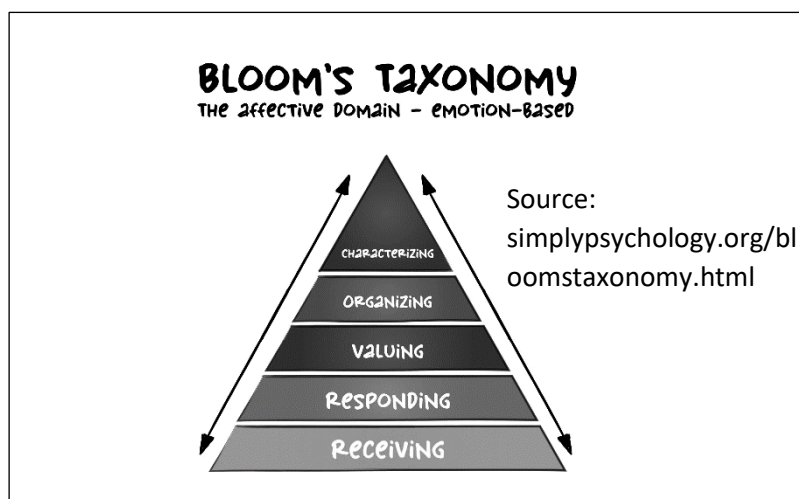 BLOOM'S TAXONOMY
THE AFFECTIVE DOMAIN - EMOTION-BASED
Source:
simplypsychology.org/bl
oomstaxonomy.html
CHARACTERIZING
ORGANIZING
VALUING
RESPONDING
RECEIVING